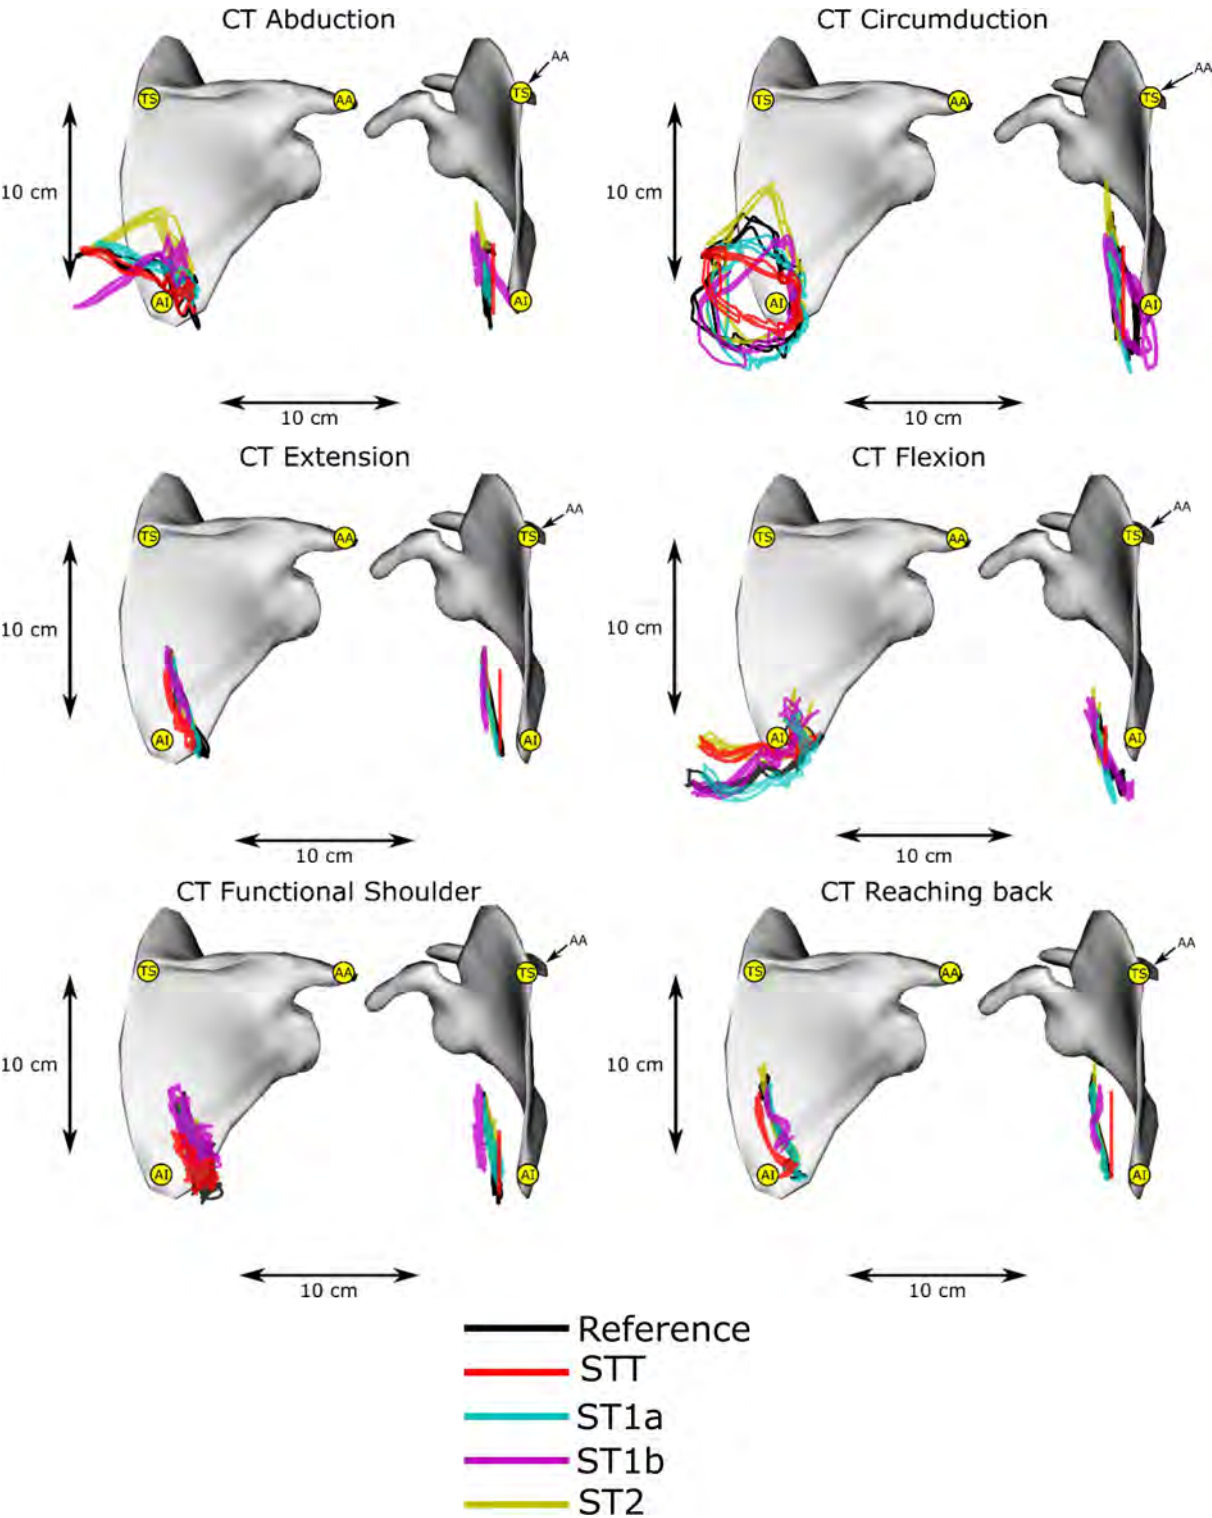 CT Abduction
CT Circumduction
AA
AA
TS
AA
TS
TS
AA
TS
10 cm
10 cm
AI
AI
AI
AI
10 cm
10 cm
CT Extension
CT Flexion
AA
AA
TS
AA
TS
TS
AA
TS
10 cm
10 cm
AI
AI
AI
AI
10 cm
10 cm
CT Functional Shoulder
CT Reaching back
AA
AA
TS
AA
TS
TS
AA
TS
10 cm
10 cm
AI
AI
AI
AI
10 cm
10 cm
Reference
STT
ST1a
ST1b
ST2